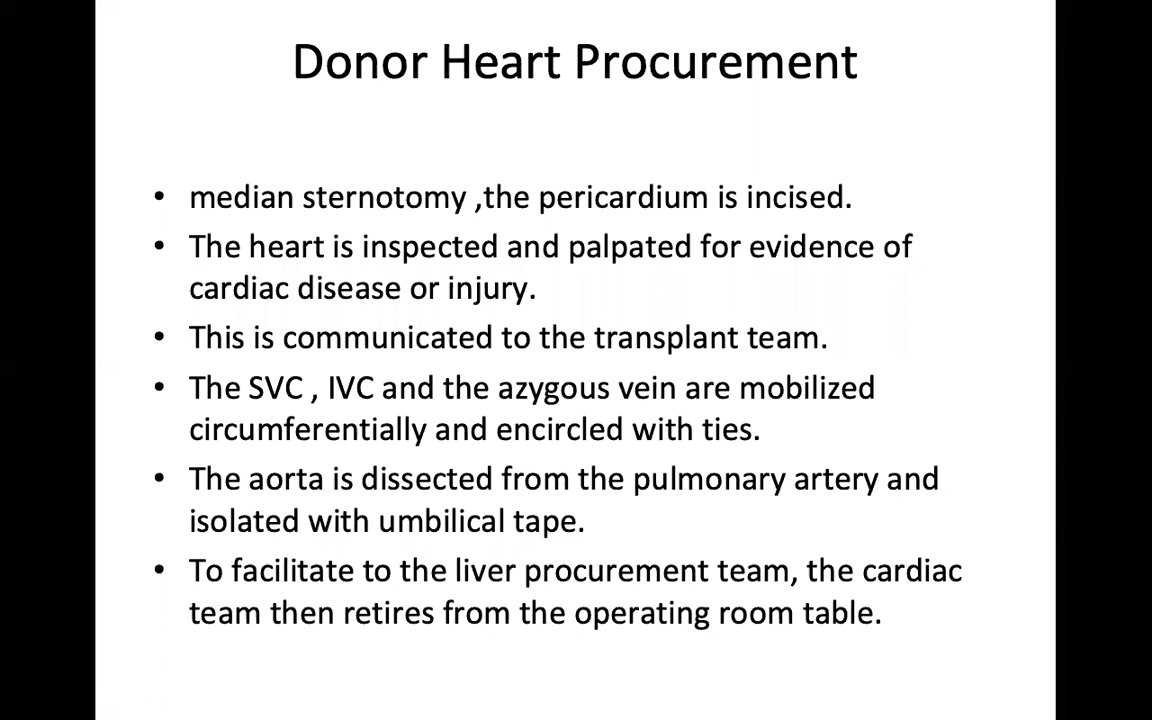 Donor Heart Procurement
• median sternotomy ,the pericardium is incised.
• The heart is inspected and palpated for evidence of
cardiac disease or injury.
• This is communicated to the transplant team.
• The SVC , IVC and the azygous vein are mobilized
circumferentially and encircled with ties.
• The aorta is dissected from the pulmonary artery and
isolated with umbilical tape.
• To facilitate to the liver procurement team, the cardiac
team then retires from the operating room table.